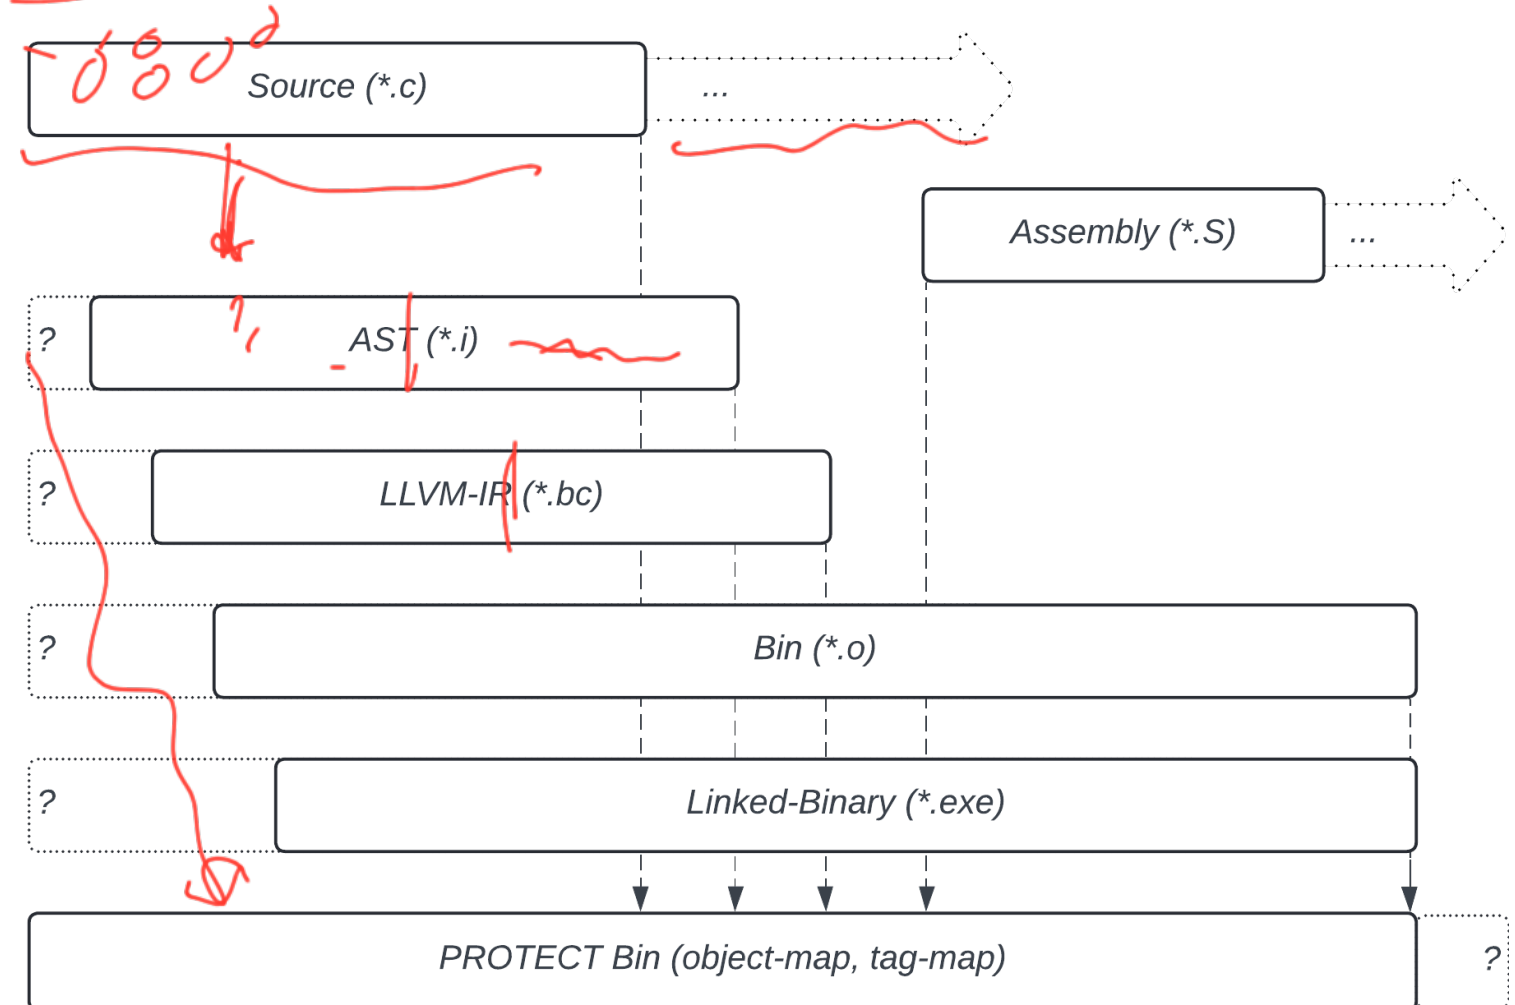 Source (*.c)
...
Assembly (*.S)
...
?
AST (*.i)
?
LLVM-IR (*.bc)
?
Bin (*.o)
?
Linked-Binary (*.exe)
PROTECT Bin (object-map, tag-map)
?